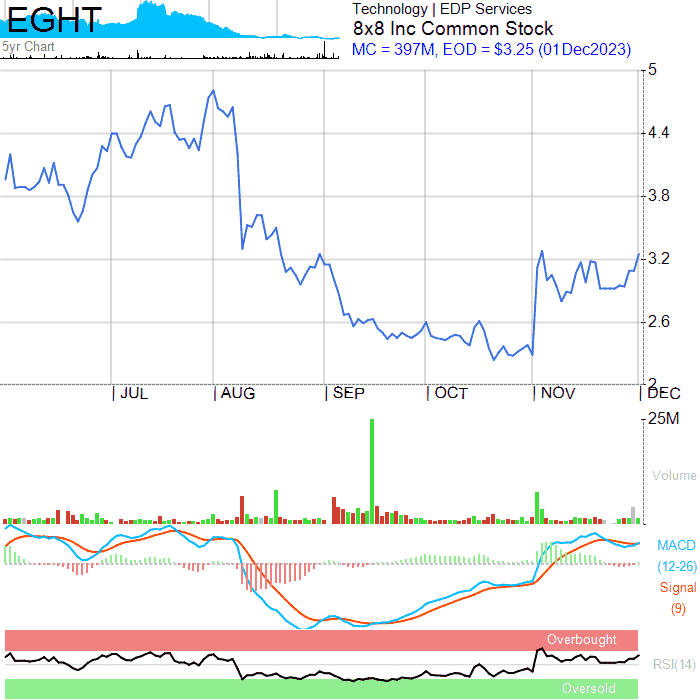 EGHT
5yr Chart
Technology | EDP Services
8x8 Inc Common Stock
MC = 397M, EOD = $3.25 (01Dec2023)
5
4.4
3.8
3.2
2.6
2
| JUL | AUG | SEP | OCT | NOV | DEC
25M
Volume
MACD
(12-26)
Signal
(9)
Overbought
RSI(14)
Oversold